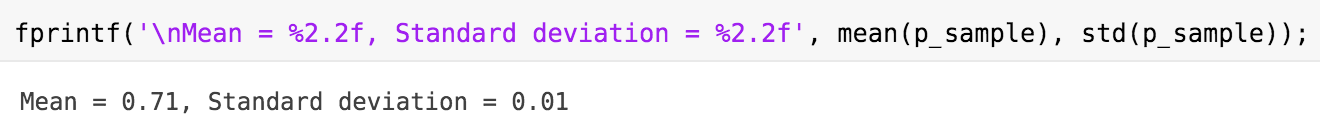 fprintf('\nMean = %2.2f, Standard deviation = %2.2f', mean(p_sample), std(p_sample));
Mean = 0.71, Standard deviation = 0.01